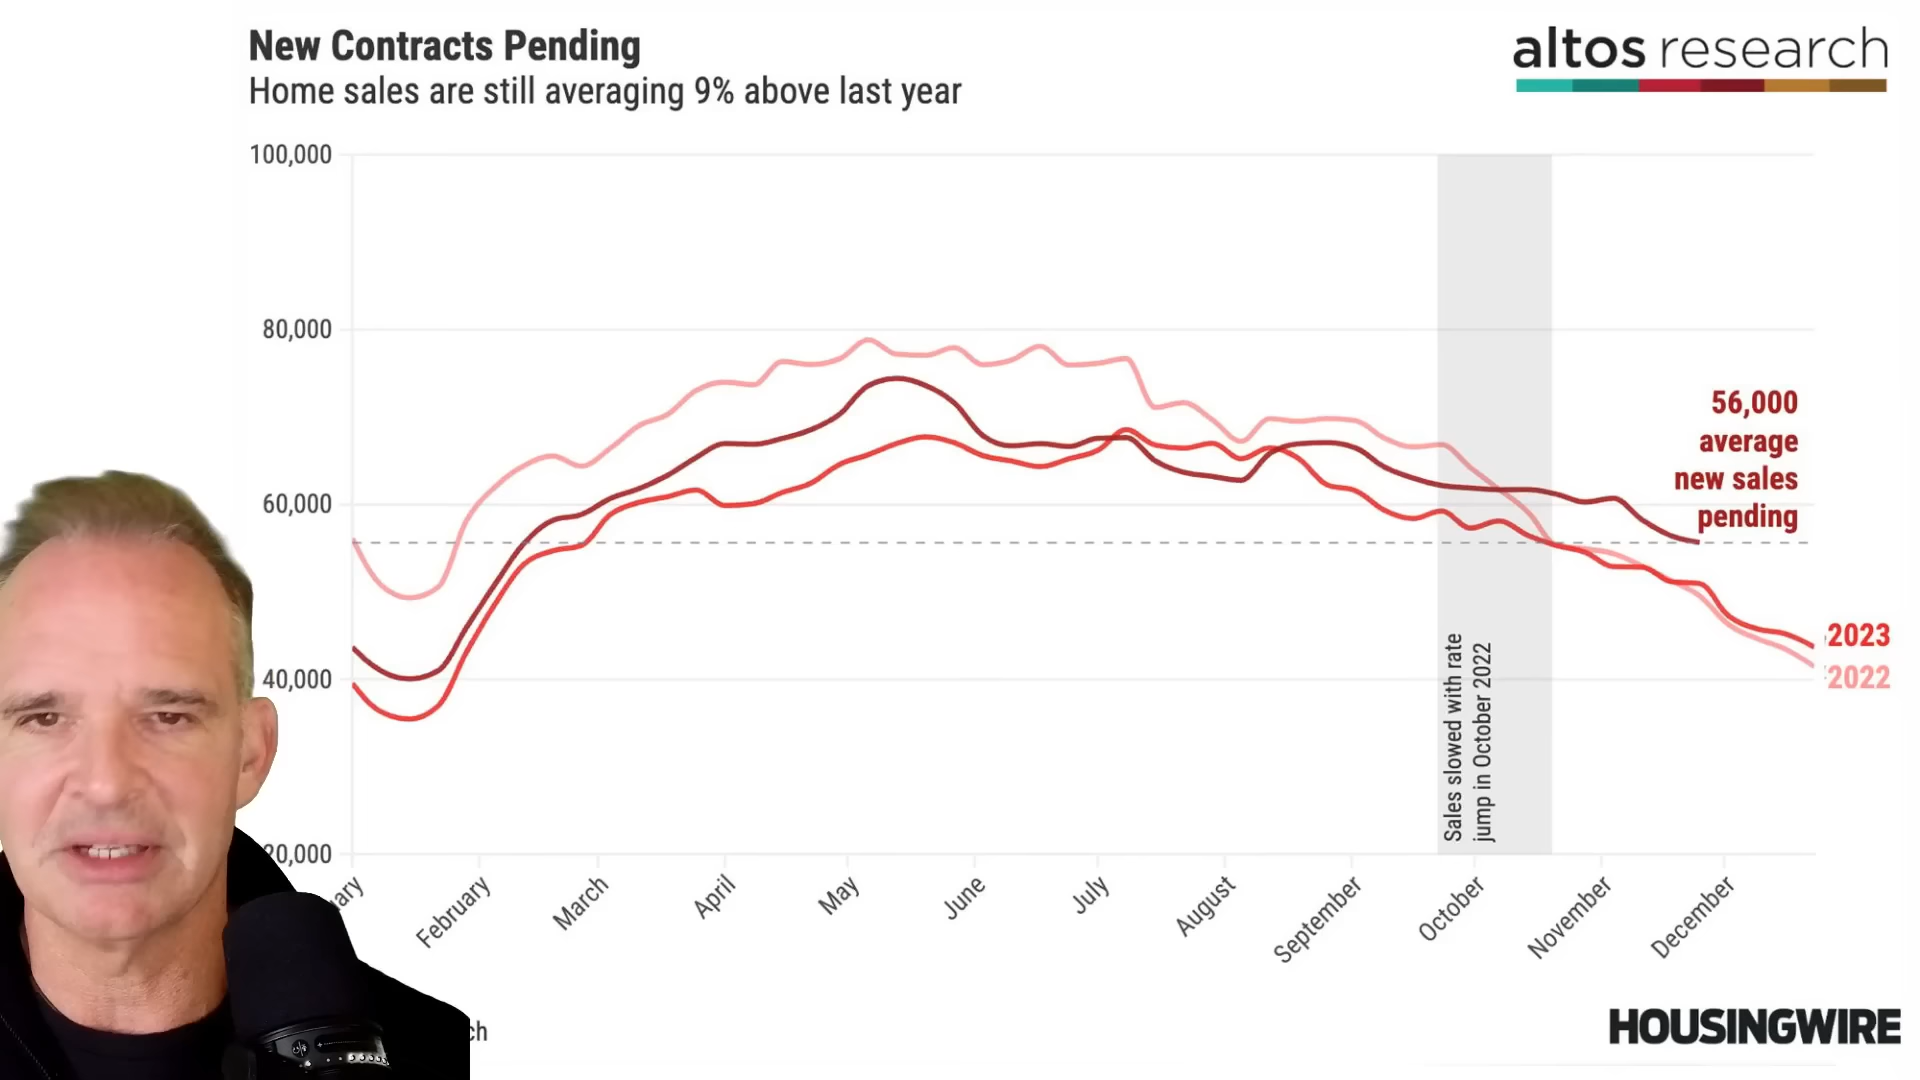 New Contracts Pending
Home sales are still averaging 9% above last year
altos research
100,000
80,000
60,000
40,000
20,000
56,000
average
new sales
pending
2023
2022
Sales slowed with rate
jump in October 2022
February
March
April
May
June
July
August
September
October
November
December
HOUSINGWIRE